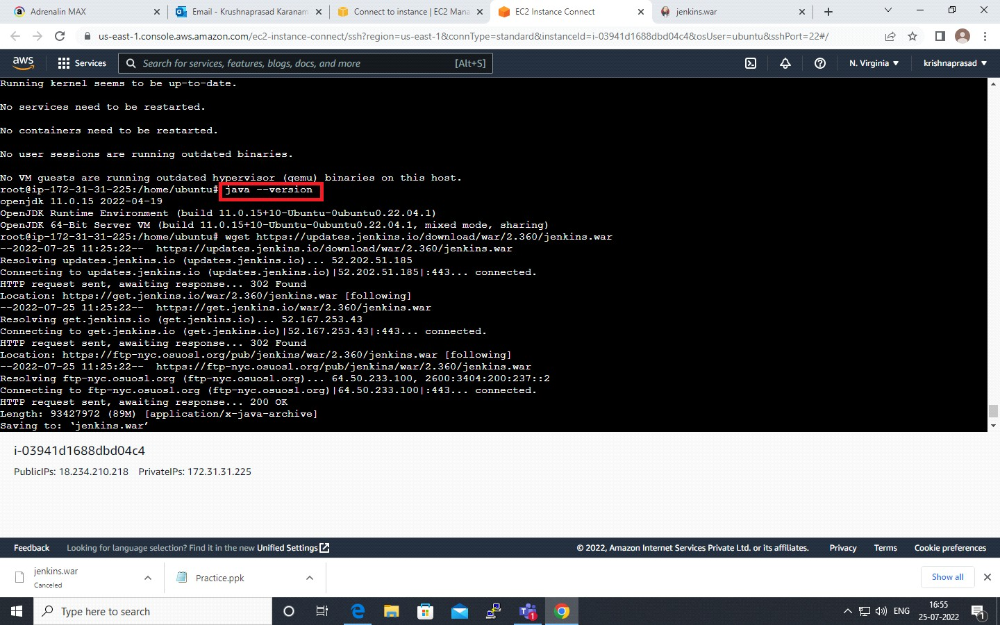 Adrenalin MAX
Email - Krushnaprasad Karanam
Connect to instance | EC2 Mana
EC2 Instance Connect
jenkins.war
us-east-1.console.aws.amazon.com/ec2-instance-connect/ssh?region=us-east-1&connType=standard&instanceId=i-03941d1688dbd04c4&osUser=ubuntu&sshPort=22#/
aws
Services
Search for services, features, blogs, docs, and more
[Alt+S]
N. Virginia
krishnaprasad
Running kernel seems to be up-to-date.
No services need to be restarted.
No containers need to be restarted.
No user sessions are running outdated binaries.
No VM guests are running outdated hypervisor (qemu) binaries on this host.
root@ip-172-31-31-225:/home/ubuntu# java --version
openjdk 11.0.15 2022-04-19
OpenJDK Runtime Environment (build 11.0.15+10-Ubuntu-0ubuntu0.22.04.1)
OpenJDK 64-Bit Server VM (build 11.0.15+10-Ubuntu-0ubuntu0.22.04.1, mixed mode, sharing)
root@ip-172-31-31-225:/home/ubuntu# wget https://updates.jenkins.io/download/war/2.360/jenkins.war
--2022-07-25 11:25:22--  https://updates.jenkins.io/download/war/2.360/jenkins.war
Resolving updates.jenkins.io (updates.jenkins.io)... 52.202.51.185
Connecting to updates.jenkins.io (updates.jenkins.io)|52.202.51.185|:443... connected.
HTTP request sent, awaiting response... 302 Found
Location: https://get.jenkins.io/war/2.360/jenkins.war [following]
--2022-07-25 11:25:22--  https://get.jenkins.io/war/2.360/jenkins.war
Resolving get.jenkins.io (get.jenkins.io)... 52.167.253.43
Connecting to get.jenkins.io (get.jenkins.io)|52.167.253.43|:443... connected.
HTTP request sent, awaiting response... 302 Found
Location: https://ftp-nyc.osuosl.org/pub/jenkins/war/2.360/jenkins.war [following]
--2022-07-25 11:25:22--  https://ftp-nyc.osuosl.org/pub/jenkins/war/2.360/jenkins.war
Resolving ftp-nyc.osuosl.org (ftp-nyc.osuosl.org)... 64.50.233.100, 2600:3404:200:237::2
Connecting to ftp-nyc.osuosl.org (ftp-nyc.osuosl.org)|64.50.233.100|:443... connected.
HTTP request sent, awaiting response... 200 OK
Length: 93427972 (89M) [application/x-java-archive]
Saving to: ‘jenkins.war’
i-03941d1688dbd04c4
PublicIPs: 18.234.210.218    PrivateIPs: 172.31.31.225
Feedback
Looking for language selection? Find it in the new Unified Settings
© 2022, Amazon Internet Services Private Ltd. or its affiliates.
Privacy
Terms
Cookie preferences
jenkins.war
Canceled
Practice.ppk
Show all
Type here to search
1
ENG
16:55
25-07-2022
1